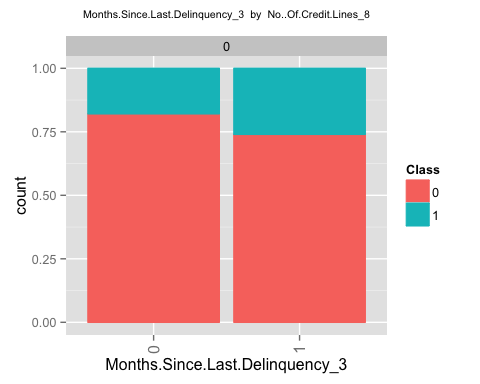 Months.Since.Last.Delinquency_3 by No..Of.Credit.Lines_8
0
1.00
0.75
0.50
0.25
0.00
count
0
1
Months.Since.Last.Delinquency_3
Class
0
1